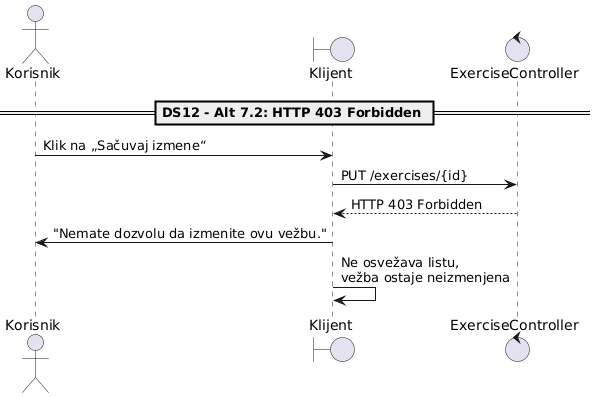 Korisnik
Klijent
ExerciseController
DS12 - Alt 7.2: HTTP 403 Forbidden
Klik na „Sačuvaj izmene“
PUT /exercises/{id}
HTTP 403 Forbidden
"Nemate dozvolu da izmenite ovu vežbu."
Ne osvežava listu,
vežba ostaje neizmenjena
Korisnik
Klijent
ExerciseController